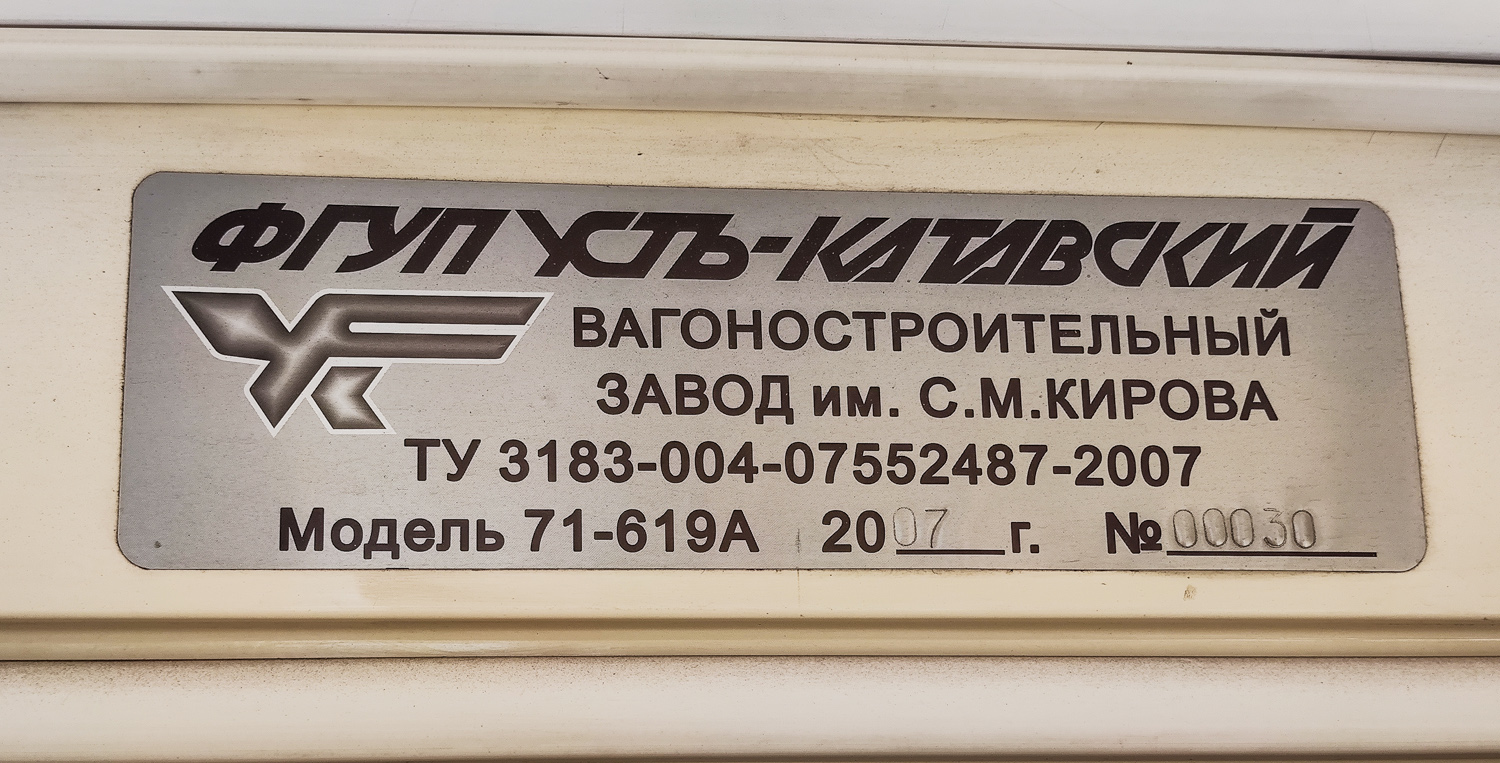 ФГУП УСТЬ-КАТАВСКИЙ
ВАГОНОСТРОИТЕЛЬНЫЙ
ЗАВОД им. С.М.КИРОВА
ТУ 3183-004-07552487-2007
Модель 71-619А 2007 г. №00030